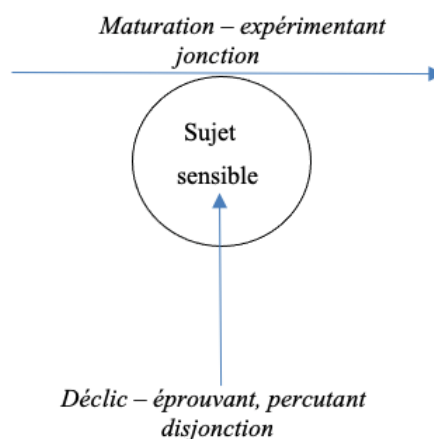 Maturation – expérimentant
jonction
Sujet
sensible
Déclic – éprouvant, percutant
disjonction